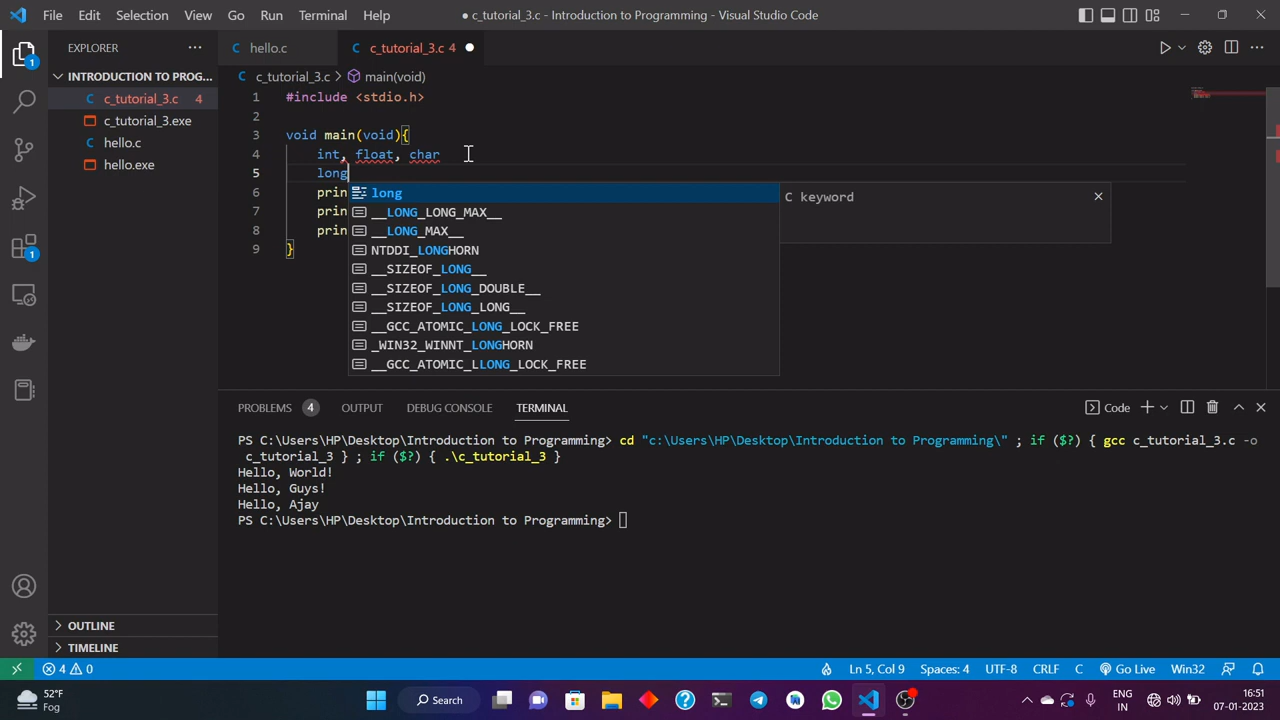 File Edit Selection View Go Run Terminal Help
● c_tutorial_3.c - Introduction to Programming - Visual Studio Code
EXPLORER
INTRODUCTION TO PROG...
c_tutorial_3.c 4
c_tutorial_3.exe
hello.c
hello.exe
OUTLINE
TIMELINE
C hello.c
C c_tutorial_3.c 4 ●
C c_tutorial_3.c > main(void)
1 #include <stdio.h>
2
3 void main(void){
4 int, float, char
5 long
6 prin
7 prin
8 prin
9 }
long
__LONG_LONG_MAX__
__LONG_MAX__
NTDDI_LONGHORN
__SIZEOF_LONG__
__SIZEOF_LONG_DOUBLE__
__SIZEOF_LONG_LONG__
__GCC_ATOMIC_LONG_LOCK_FREE
_WIN32_WINNT_LONGHORN
__GCC_ATOMIC_LLONG_LOCK_FREE
C keyword
PROBLEMS 4 OUTPUT DEBUG CONSOLE TERMINAL
Code
PS C:\Users\HP\Desktop\Introduction to Programming> cd "c:\Users\HP\Desktop\Introduction to Programming\" ; if ($?) { gcc c_tutorial_3.c -o
c_tutorial_3 } ; if ($?) { .\c_tutorial_3 }
Hello, World!
Hello, Guys!
Hello, Ajay
PS C:\Users\HP\Desktop\Introduction to Programming>
4 0
Ln 5, Col 9 Spaces: 4 UTF-8 CRLF C Go Live Win32
52°F
Fog
Search
ENG
IN
16:51
07-01-2023